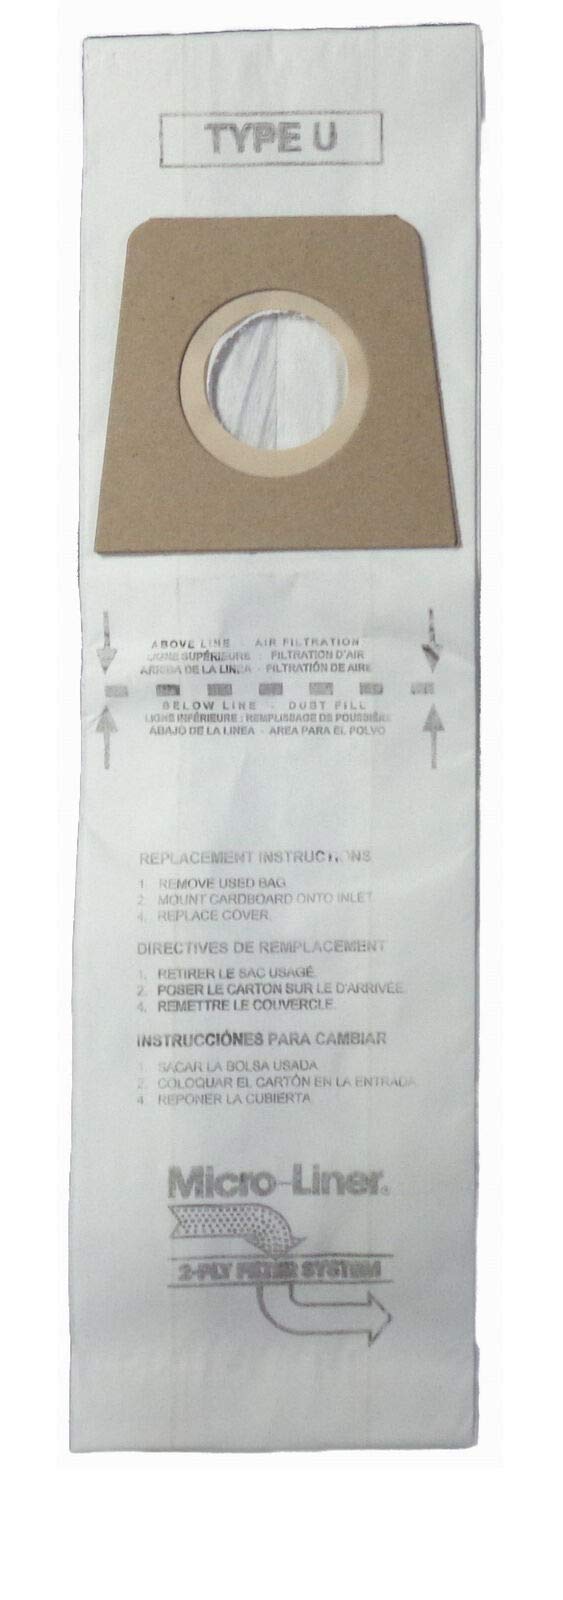 TYPE U
ABOVE LINE - AIR FILTRATION
LIGNE SUPÉRIEURE : FILTRATION D'AIR
ARRIBA DE LA LINEA - FILTRATIÓN DE AIRE
BELOW LINE - DUST FILL
LIGNE INFÉRIEURE : REMPLISSAGE DE POUSSIÈRE
ABAJO DE LA LINEA - AREA PARA EL POLVO
REPLACEMENT INSTRUCTIONS
1. REMOVE USED BAG
2. MOUNT CARDBOARD ONTO INLET
4. REPLACE COVER.
DIRECTIVES DE REMPLACEMENT
1. RETIRER LE SAC USAGÉ
2. POSER LE CARTON SUR LE D'ARRIVÉE
4. REMETTRE LE COUVERCLE.
INSTRUCCIÓNES PARA CAMBIAR
1. SACAR LA BOLSA USADA
2. COLOQUAR EL CARTÓN EN LA ENTRADA
4. REPONER LA CUBIERTA
Micro-Liner®
2-PLY FILTER SYSTEM